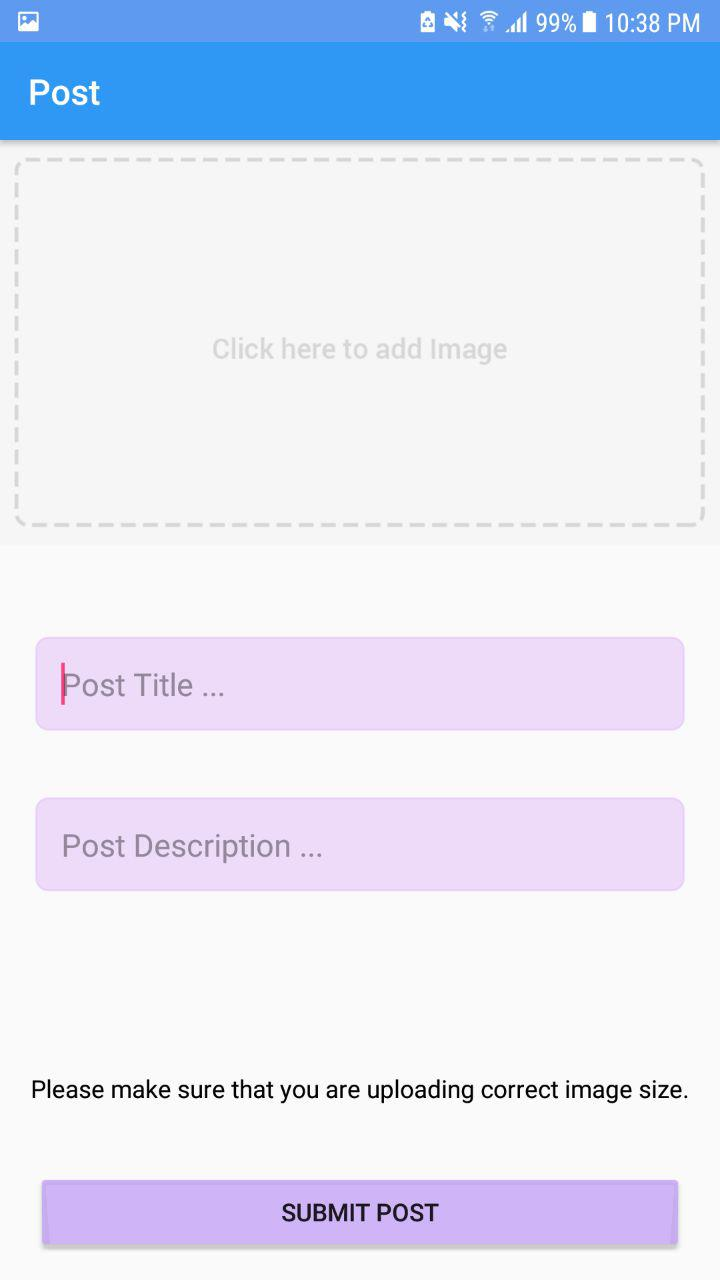 99% 10:38 PM
Post
Click here to add Image
Post Title ...
Post Description ...
Please make sure that you are uploading correct image size.
SUBMIT POST